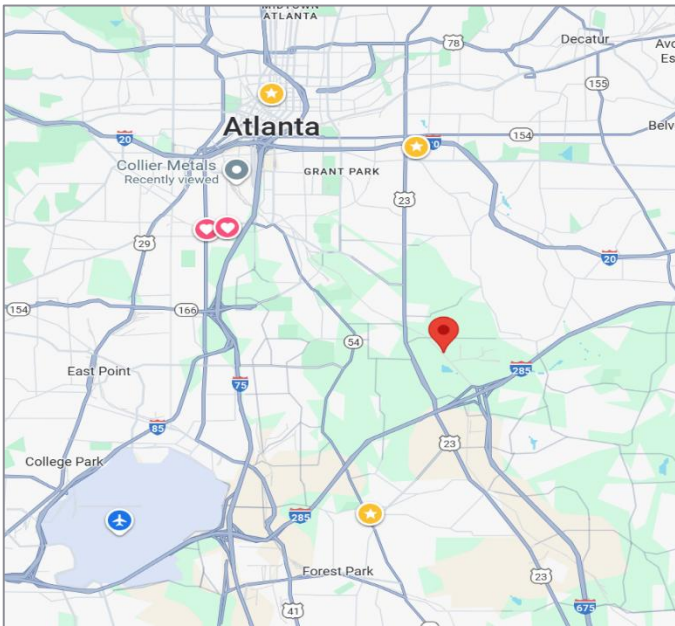 MIDTOWN
ATLANTA
78
Decatur
Avo
Es
155
Atlanta
20
154
Belv
0
Collier Metals
Recently viewed
GRANT PARK
23
29
20
154
166
54
East Point
75
285
85
23
College Park
285
Forest Park
23
41
675